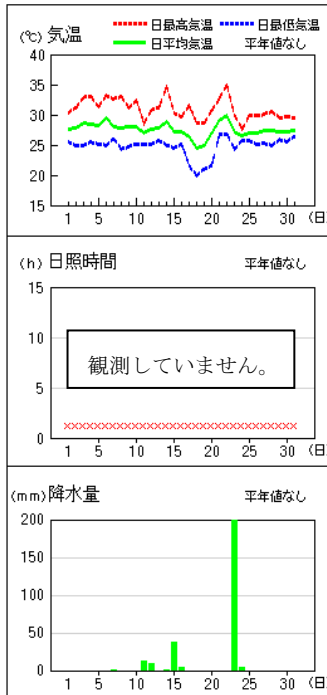 (℃) 気温 日最高気温 日最低気温
日平均気温 平年値なし
40
35
30
25
20
15
1 5 10 15 20 25 30 (日)
(h) 日照時間 平年値なし
15
10
観測していません。
5
0
1 5 10 15 20 25 30 (日)
(mm) 降水量 平年値なし
200
150
100
50
0
1 5 10 15 20 25 30 (日)